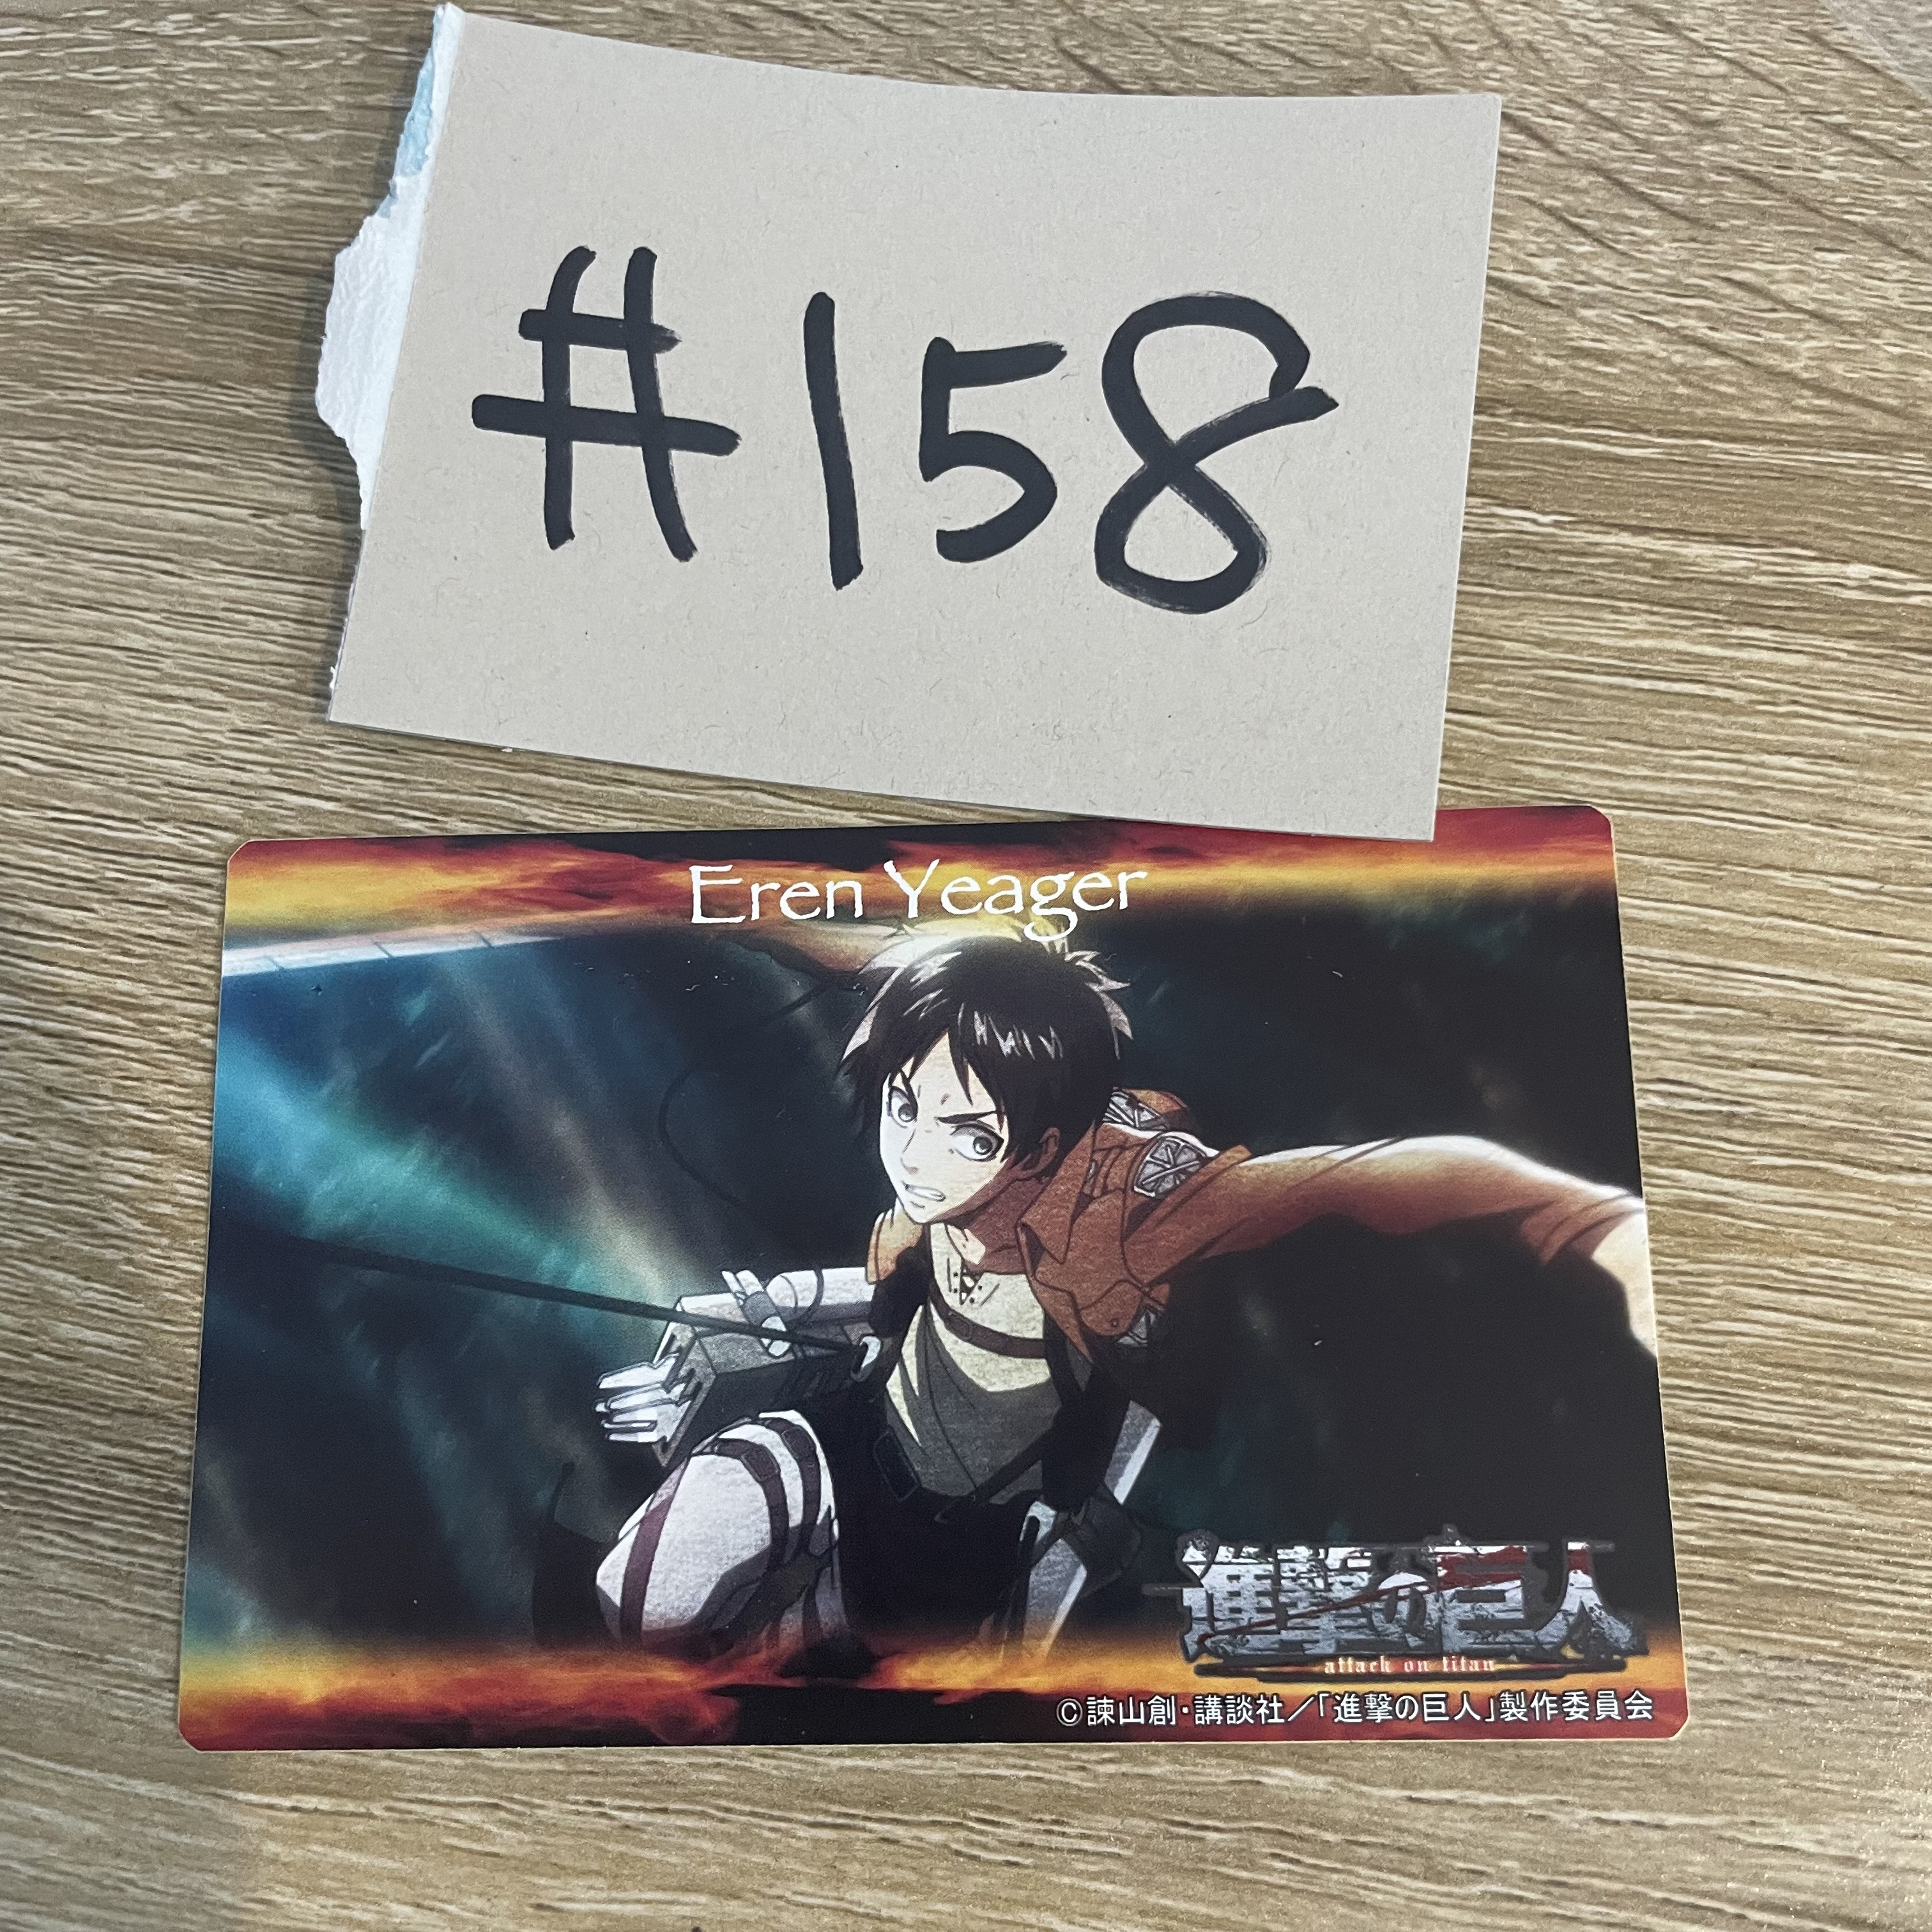 #158
Eren Yeager
進撃の巨人
attack on titan
©諫山創・講談社／「進撃の巨人」製作委員会